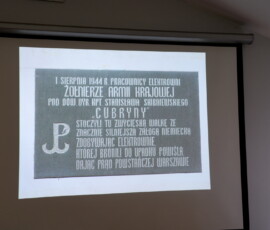 1 SIERPNIA 1944 R. PRACOWNICY ELEKTROWNI
ŻOŁNIERZE ARMII KRAJOWEJ
POD DOW. KPT. STANISŁAWA SKIBNIEWSKIEGO
"CUBRYNY"
STOCZYLI TU ZWYCIĘSKĄ WALKĘ ZE
ZNACZNIE SILNIEJSZĄ ZAŁOGĄ NIEMIECKĄ
ZDOBYWAJĄC ELEKTROWNIĘ
KTÓREJ BRONILI DO UPADKU POWIŚLA
DAJĄC PRĄD POWSTAŃCZEJ WARSZAWIE